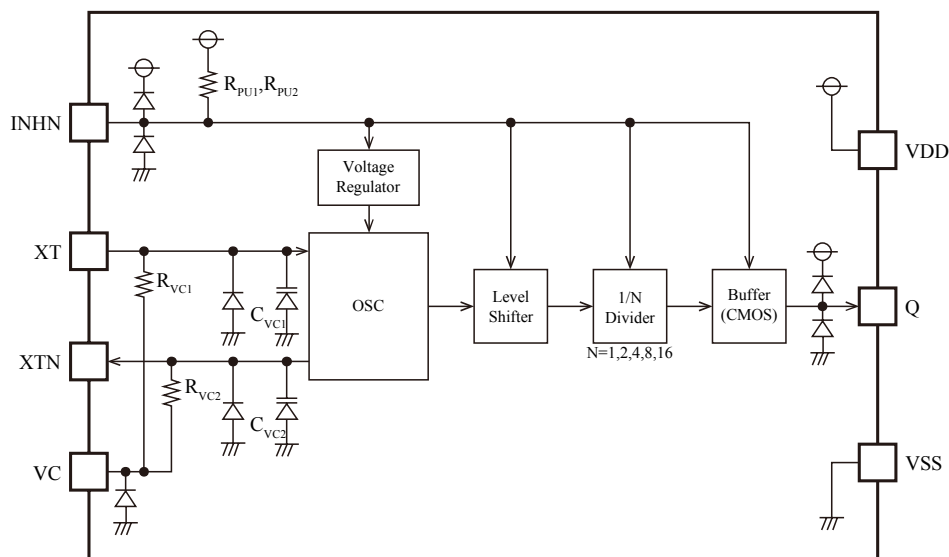 R_PU1,R_PU2
INHN
VDD
Voltage
Regulator
XT
R_VC1
C_VC1
OSC
Level
Shifter
1/N
Divider
N=1,2,4,8,16
Buffer
(CMOS)
Q
XTN
R_VC2
C_VC2
VC
VSS